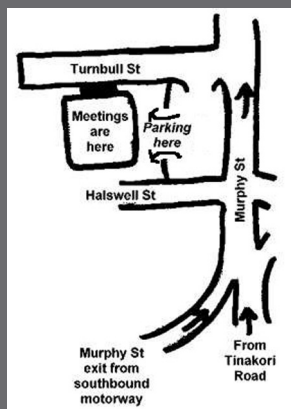 Turnbull St
Meetings
are
here
Parking
here
Halswell St
Murphy St
Murphy St
exit from
southbound
motorway
From
Tinakori
Road